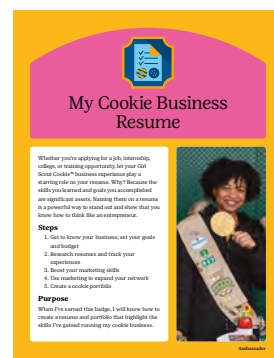 My Cookie Business
Resume
Whether you're applying for a job, internship,
college, or training opportunity, let your Girl
Scout Cookie™ business experience play a
starring role on your resume. Why? Because the
skills you learned and goals you accomplished
are significant assets. Naming them on a resume
is a powerful way to stand out and show that you
know how to think like an entrepreneur.
Steps
1. Get to know your business; set your goals
and budget
2. Research resumes and track your
experiences
3. Boost your marketing skills
4. Use marketing to expand your network
5. Create a cookie portfolio
Purpose
When I've earned this badge, I will know how to
create a resume and portfolio that highlight the
skills I've gained running my cookie business.
Ambassador